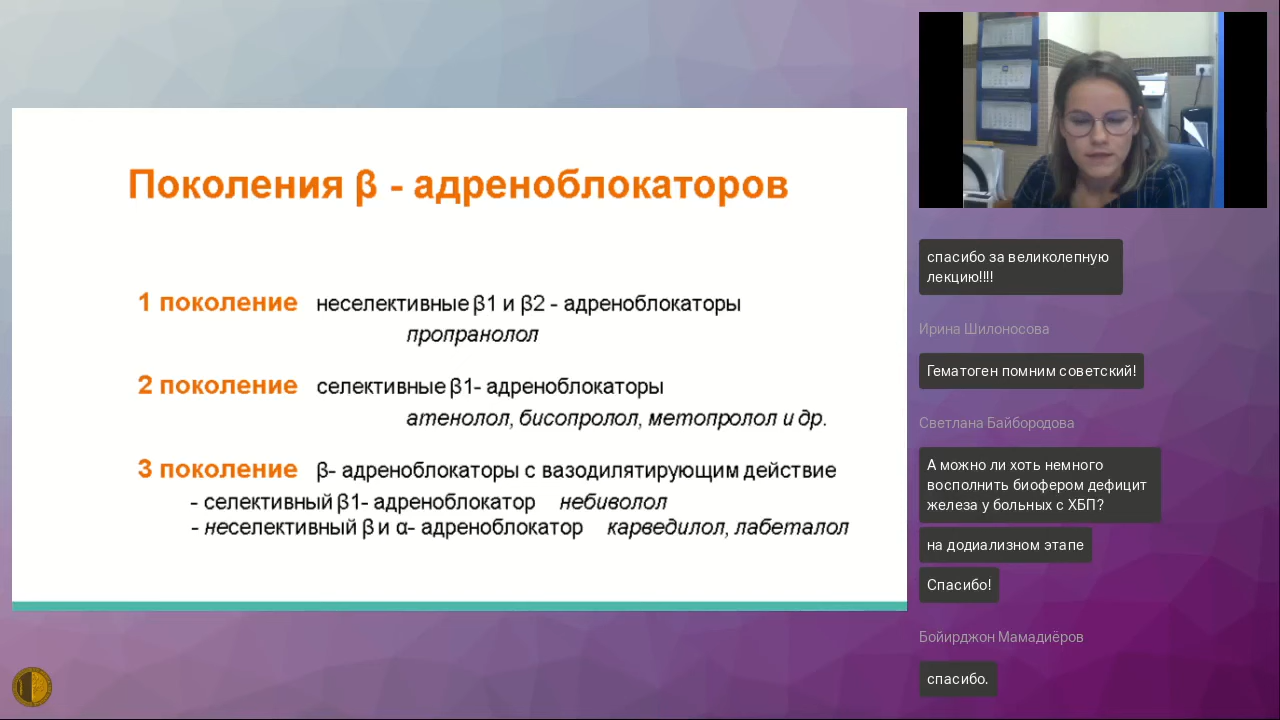 Поколения β - адреноблокаторов
1 поколение неселективные β1 и β2 - адреноблокаторы
пропранолол
2 поколение селективные β1- адреноблокаторы
атенолол, бисопролол, метопролол и др.
3 поколение β- адреноблокаторы с вазодилятирующим действие
- селективный β1- адреноблокатор небиволол
- неселективный β и α- адреноблокатор карведилол, лабеталол
спасибо за великолепную
лекцию!!!!
Ирина Шилоносова
Гематоген помним советский!
Светлана Байбородова
А можно ли хоть немного
восполнить биофером дефицит
железа у больных с ХБП?
на додиализном этапе
Спасибо!
Бойирджон Мамадиёров
спасибо.